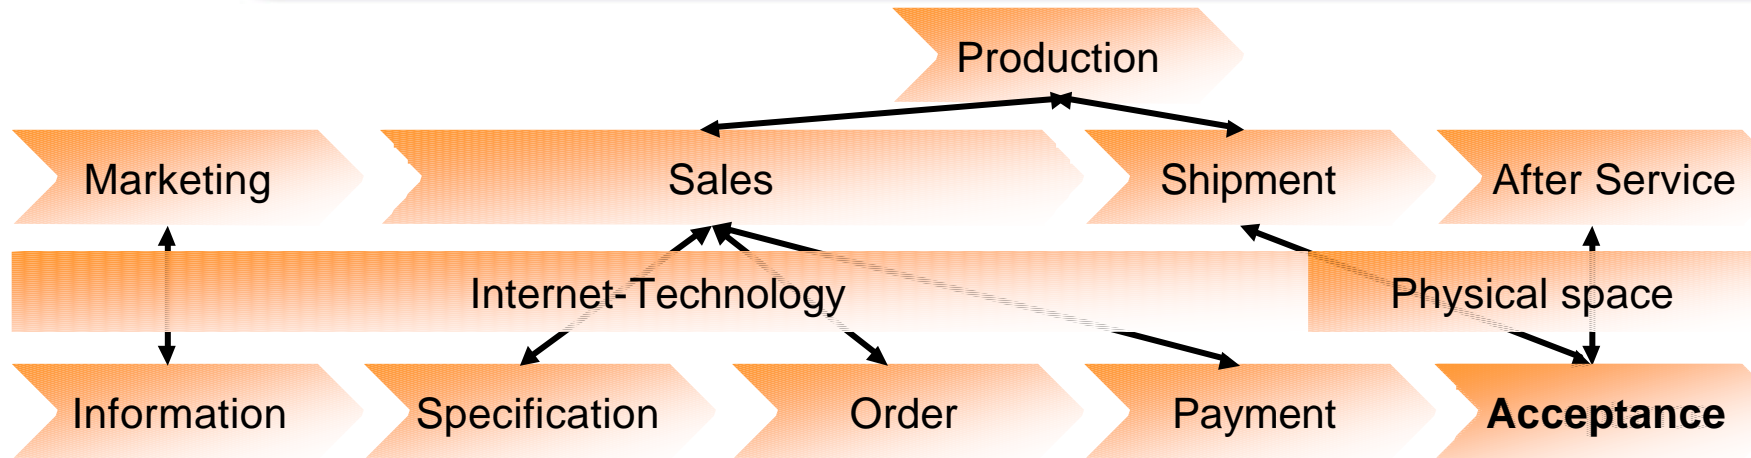 Production
Marketing
Sales
Shipment
After Service
Internet-Technology
Physical space
Information
Specification
Order
Payment
Acceptance